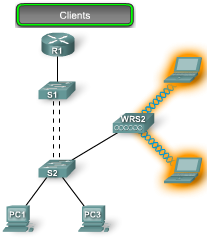 Clients
R1
S1
WRS2
S2
PC1
PC3